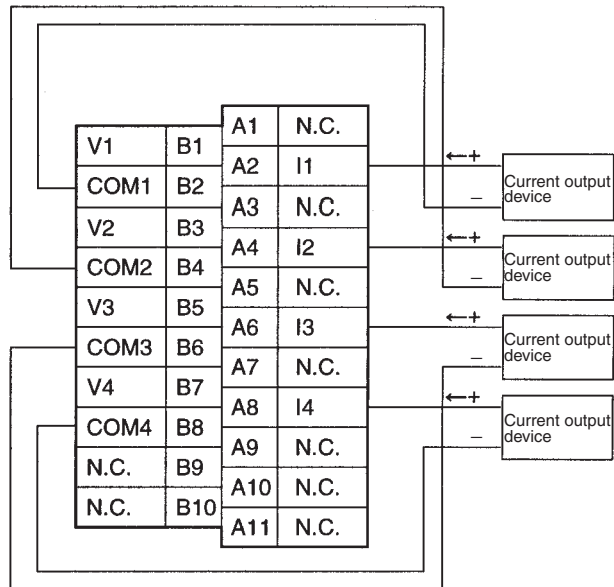 V1 B1
COM1 B2
V2 B3
COM2 B4
V3 B5
COM3 B6
V4 B7
COM4 B8
N.C. B9
N.C. B10
A1 N.C.
A2 I1
A3 N.C.
A4 I2
A5 N.C.
A6 I3
A7 N.C.
A8 I4
A9 N.C.
A10 N.C.
A11 N.C.
←+
−
Current output
device
←+
−
Current output
device
←+
−
Current output
device
←+
−
Current output
device